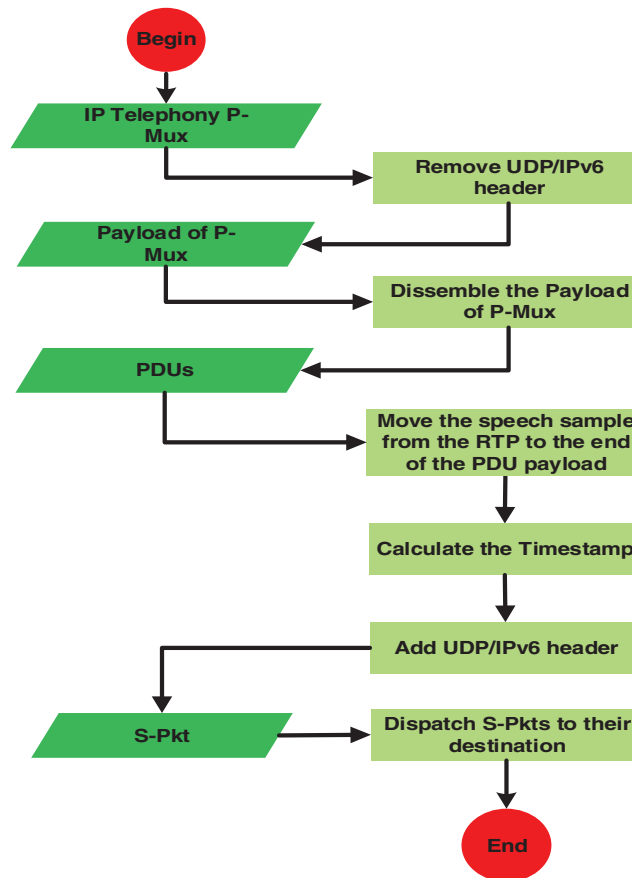 Begin
IP Telephony P-
Mux
Remove UDP/IPv6
header
Payload of P-
Mux
Dissemble the Payload
of P-Mux
PDUs
Move the speech sample
from the RTP to the end
of the PDU payload
Calculate the Timestamp
Add UDP/IPv6 header
S-Pkt
Dispatch S-Pkts to their
destination
End